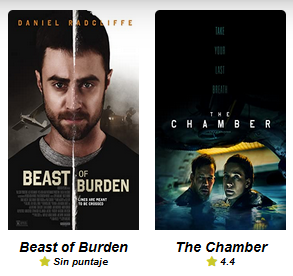 DANIEL RADCLIFFE
BEAST OF
BURDEN
LINES ARE MEANT
TO BE CROSSED
Beast of Burden
Sin puntaje
TAKE
YOUR
LAST
BREATH
THE
CHAMBER
The Chamber
4.4